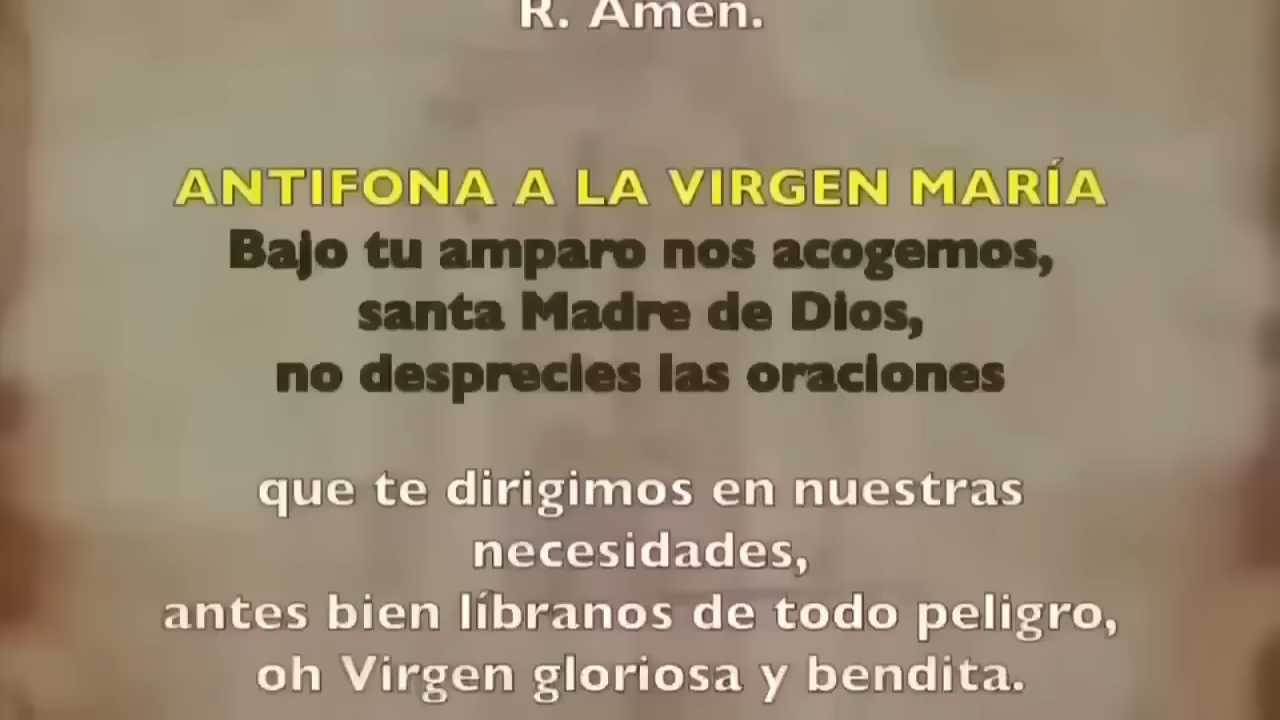 R. Amén.
ANTIFONA A LA VIRGEN MARÍA
Bajo tu amparo nos acogemos,
santa Madre de Dios,
no desprecies las oraciones
que te dirigimos en nuestras
necesidades,
antes bien líbranos de todo peligro,
oh Virgen gloriosa y bendita.